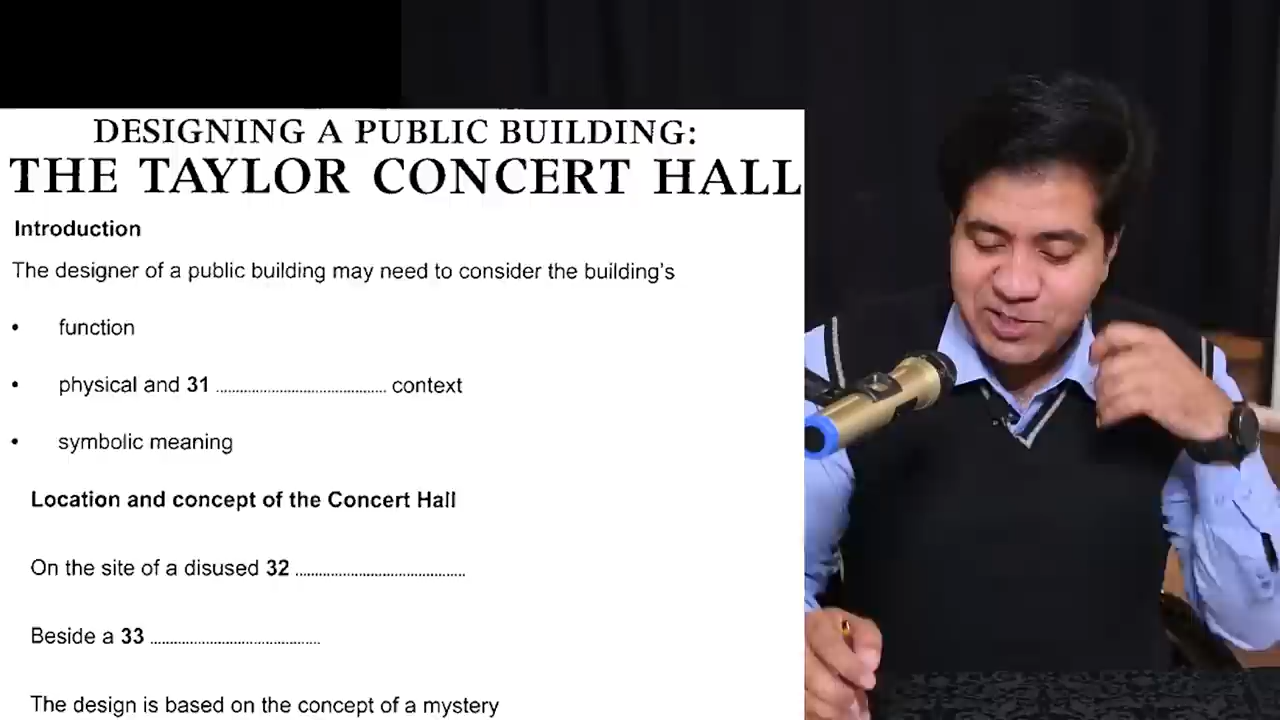 DESIGNING A PUBLIC BUILDING:
THE TAYLOR CONCERT HALL
Introduction
The designer of a public building may need to consider the building's
• function
• physical and 31 ........................................ context
• symbolic meaning
Location and concept of the Concert Hall
On the site of a disused 32 ........................................
Beside a 33 ........................................
The design is based on the concept of a mystery